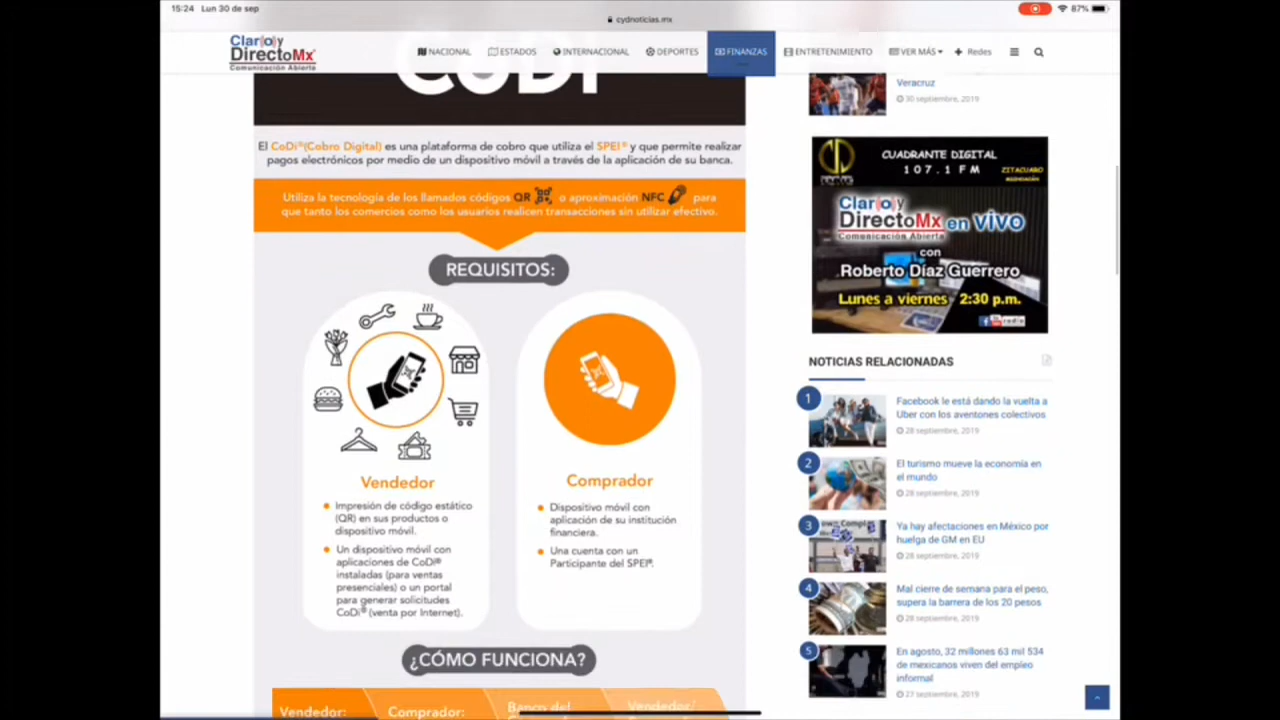 15:24 Lun 30 de sep
cydnoticias.mx
87%
Clar(o)y
DirectoMx
Comunicación Abierta
NACIONAL
ESTADOS
INTERNACIONAL
DEPORTES
FINANZAS
ENTRETENIMIENTO
VER MÁS
Redes
CoDi
El CoDi®(Cobro Digital) es una plataforma de cobro que utiliza el SPEI® y que permite realizar
pagos electrónicos por medio de un dispositivo móvil a través de la aplicación de su banca.
Utiliza la tecnología de los llamados códigos QR o aproximación NFC para
que tanto los comercios como los usuarios realicen transacciones sin utilizar efectivo.
REQUISITOS:
Vendedor
Impresión de código estático
(QR) en sus productos o
dispositivo móvil.
Un dispositivo móvil con
aplicaciones de CoDi®
instaladas (para ventas
presenciales) o un portal
para generar solicitudes
CoDi® (venta por Internet).
Comprador
Dispositivo móvil con
aplicación de su institución
financiera.
Una cuenta con un
Participante del SPEI®.
¿CÓMO FUNCIONA?
Vendedor:
Comprador:
Banco del
Vendedor/
Veracruz
30 septiembre, 2019
CUADRANTE DIGITAL
107.1 FM
ZITACUARO
Clar(o)y
DirectoMx en VIVO
Comunicación Abierta
con
Roberto Díaz Guerrero
Lunes a viernes 2:30 p.m.
NOTICIAS RELACIONADAS
1
Facebook le está dando la vuelta a
Uber con los aventones colectivos
28 septiembre, 2019
2
El turismo mueve la economía en
el mundo
28 septiembre, 2019
3
Ya hay afectaciones en México por
huelga de GM en EU
28 septiembre, 2019
4
Mal cierre de semana para el peso,
supera la barrera de los 20 pesos
28 septiembre, 2019
5
En agosto, 32 millones 63 mil 534
de mexicanos viven del empleo
informal
27 septiembre, 2019